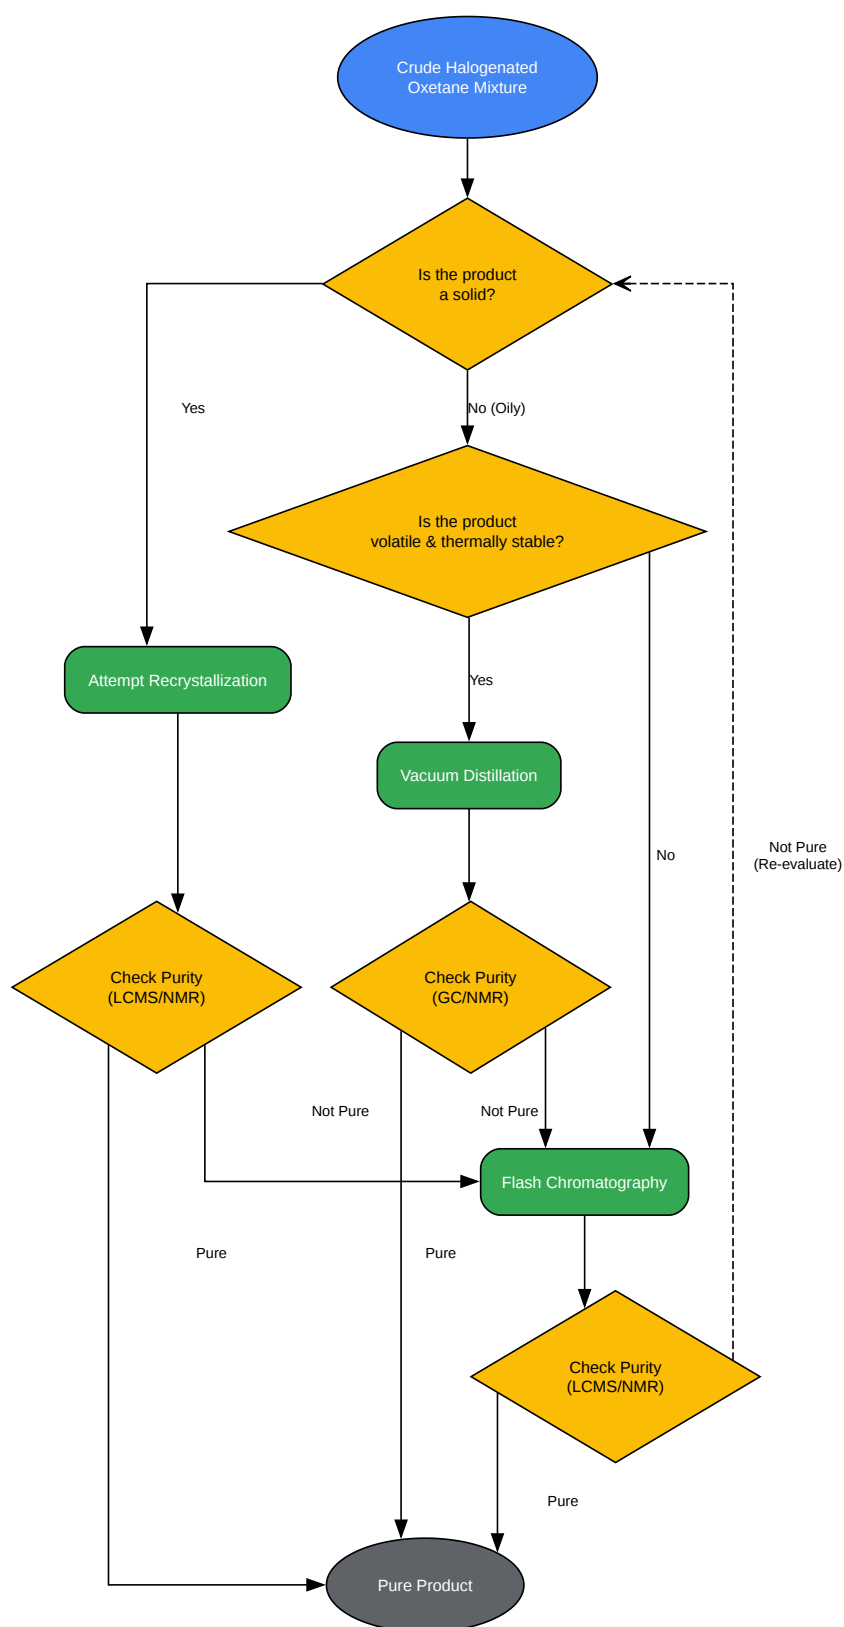 Crude Halogenated
Oxetane Mixture
Is the product
a solid?
Yes
No (Oily)
Is the product
volatile & thermally stable?
Attempt Recrystallization
Yes
Vacuum Distillation
No
Not Pure
(Re-evaluate)
Check Purity
(LCMS/NMR)
Check Purity
(GC/NMR)
Not Pure
Not Pure
Flash Chromatography
Pure
Pure
Check Purity
(LCMS/NMR)
Pure
Pure Product